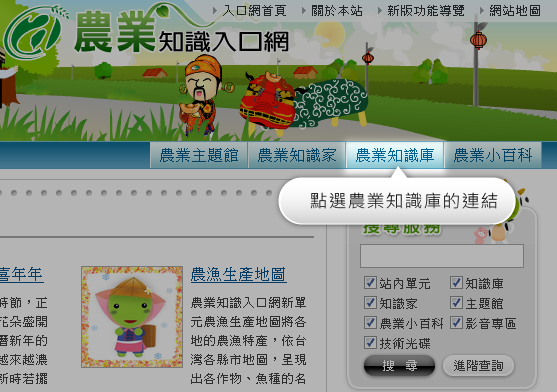 入口網首頁 關於本站 新版功能導覽 網站地圖
農業知識入口網
農業主題館 農業知識家 農業知識庫 農業小百科
點選農業知識庫的連結
搜尋服務
站內單元 知識庫
知識家 主題館
農業小百科 影音專區
技術光碟
搜 尋 進階查詢
喜年年
時節，正
花朵盛開
曆新年的
越來越濃
新時若擺
農漁生產地圖
農業知識入口網新單
元農漁生產地圖將各
地的農漁特產，依台
灣各縣市地圖，呈現
出各作物、魚種的名